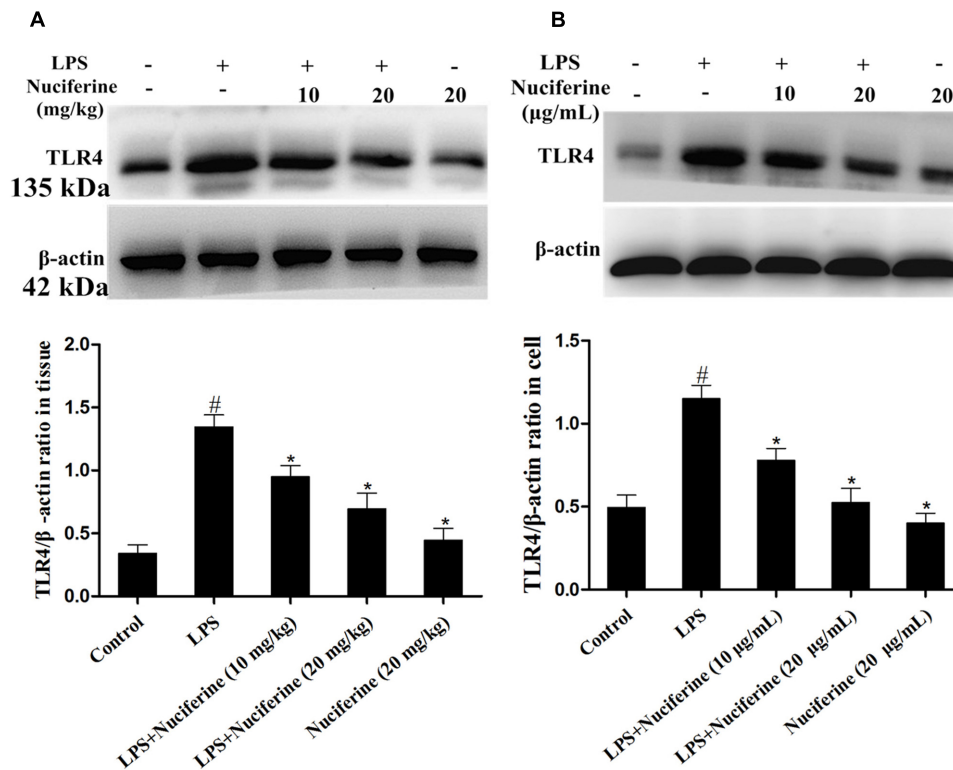 A
LPS - + + + -
Nuciferine - - 10 20 20
(mg/kg)
TLR4
135 kDa
β-actin
42 kDa
TLR4/β -actin ratio in tissue
2.0
1.5
1.0
0.5
0.0
#
*
*
*
Control
LPS
LPS+Nuciferine (10 mg/kg)
LPS+Nuciferine (20 mg/kg)
Nuciferine (20 mg/kg)
B
LPS - + + + -
Nuciferine - - 10 20 20
(μg/mL)
TLR4
β-actin
TLR4/β-actin ratio in cell
1.5
1.0
0.5
0.0
#
*
*
*
Control
LPS
LPS+Nuciferine (10 μg/mL)
LPS+Nuciferine (20 μg/mL)
Nuciferine (20 μg/mL)